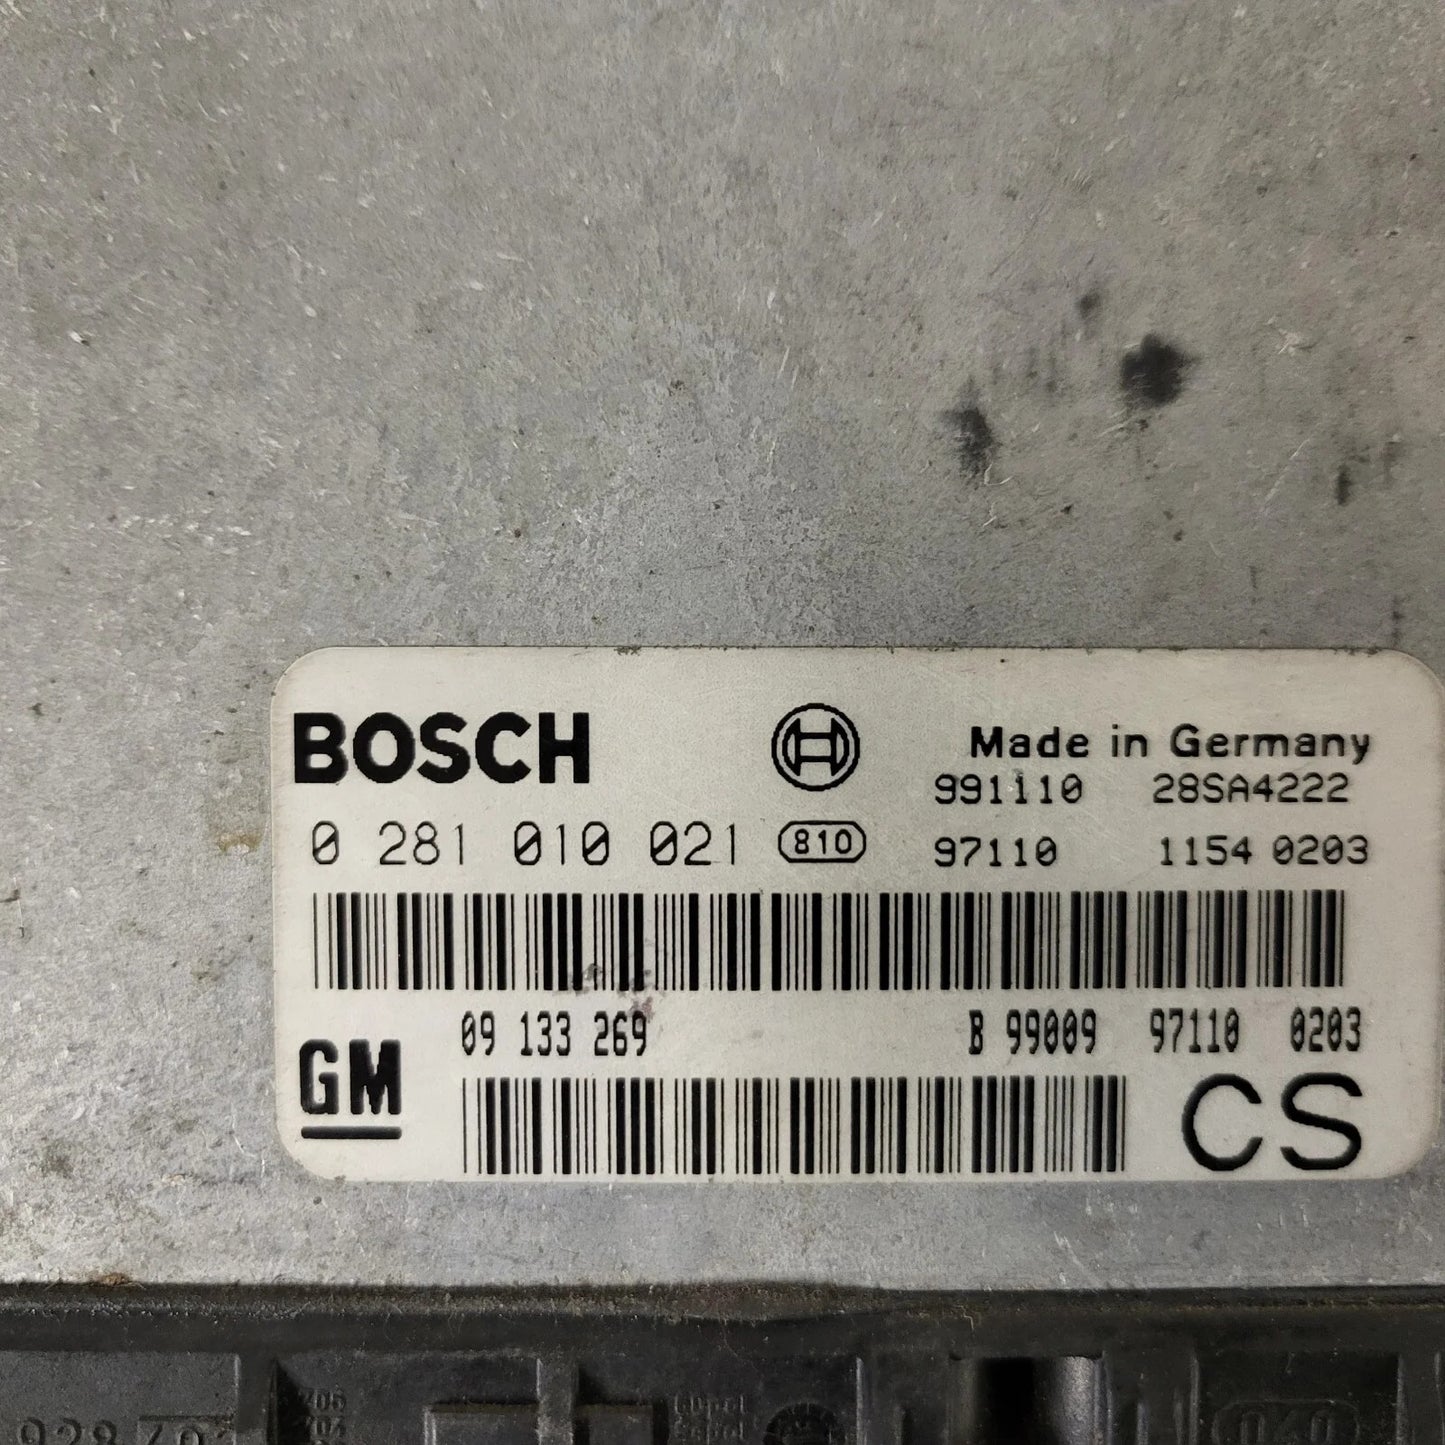 BOSCH Made in Germany
991110 28SA4222
0 281 010 021 810 97110 1154 0203
09 133 269 B 99009 97110 0203
GM CS